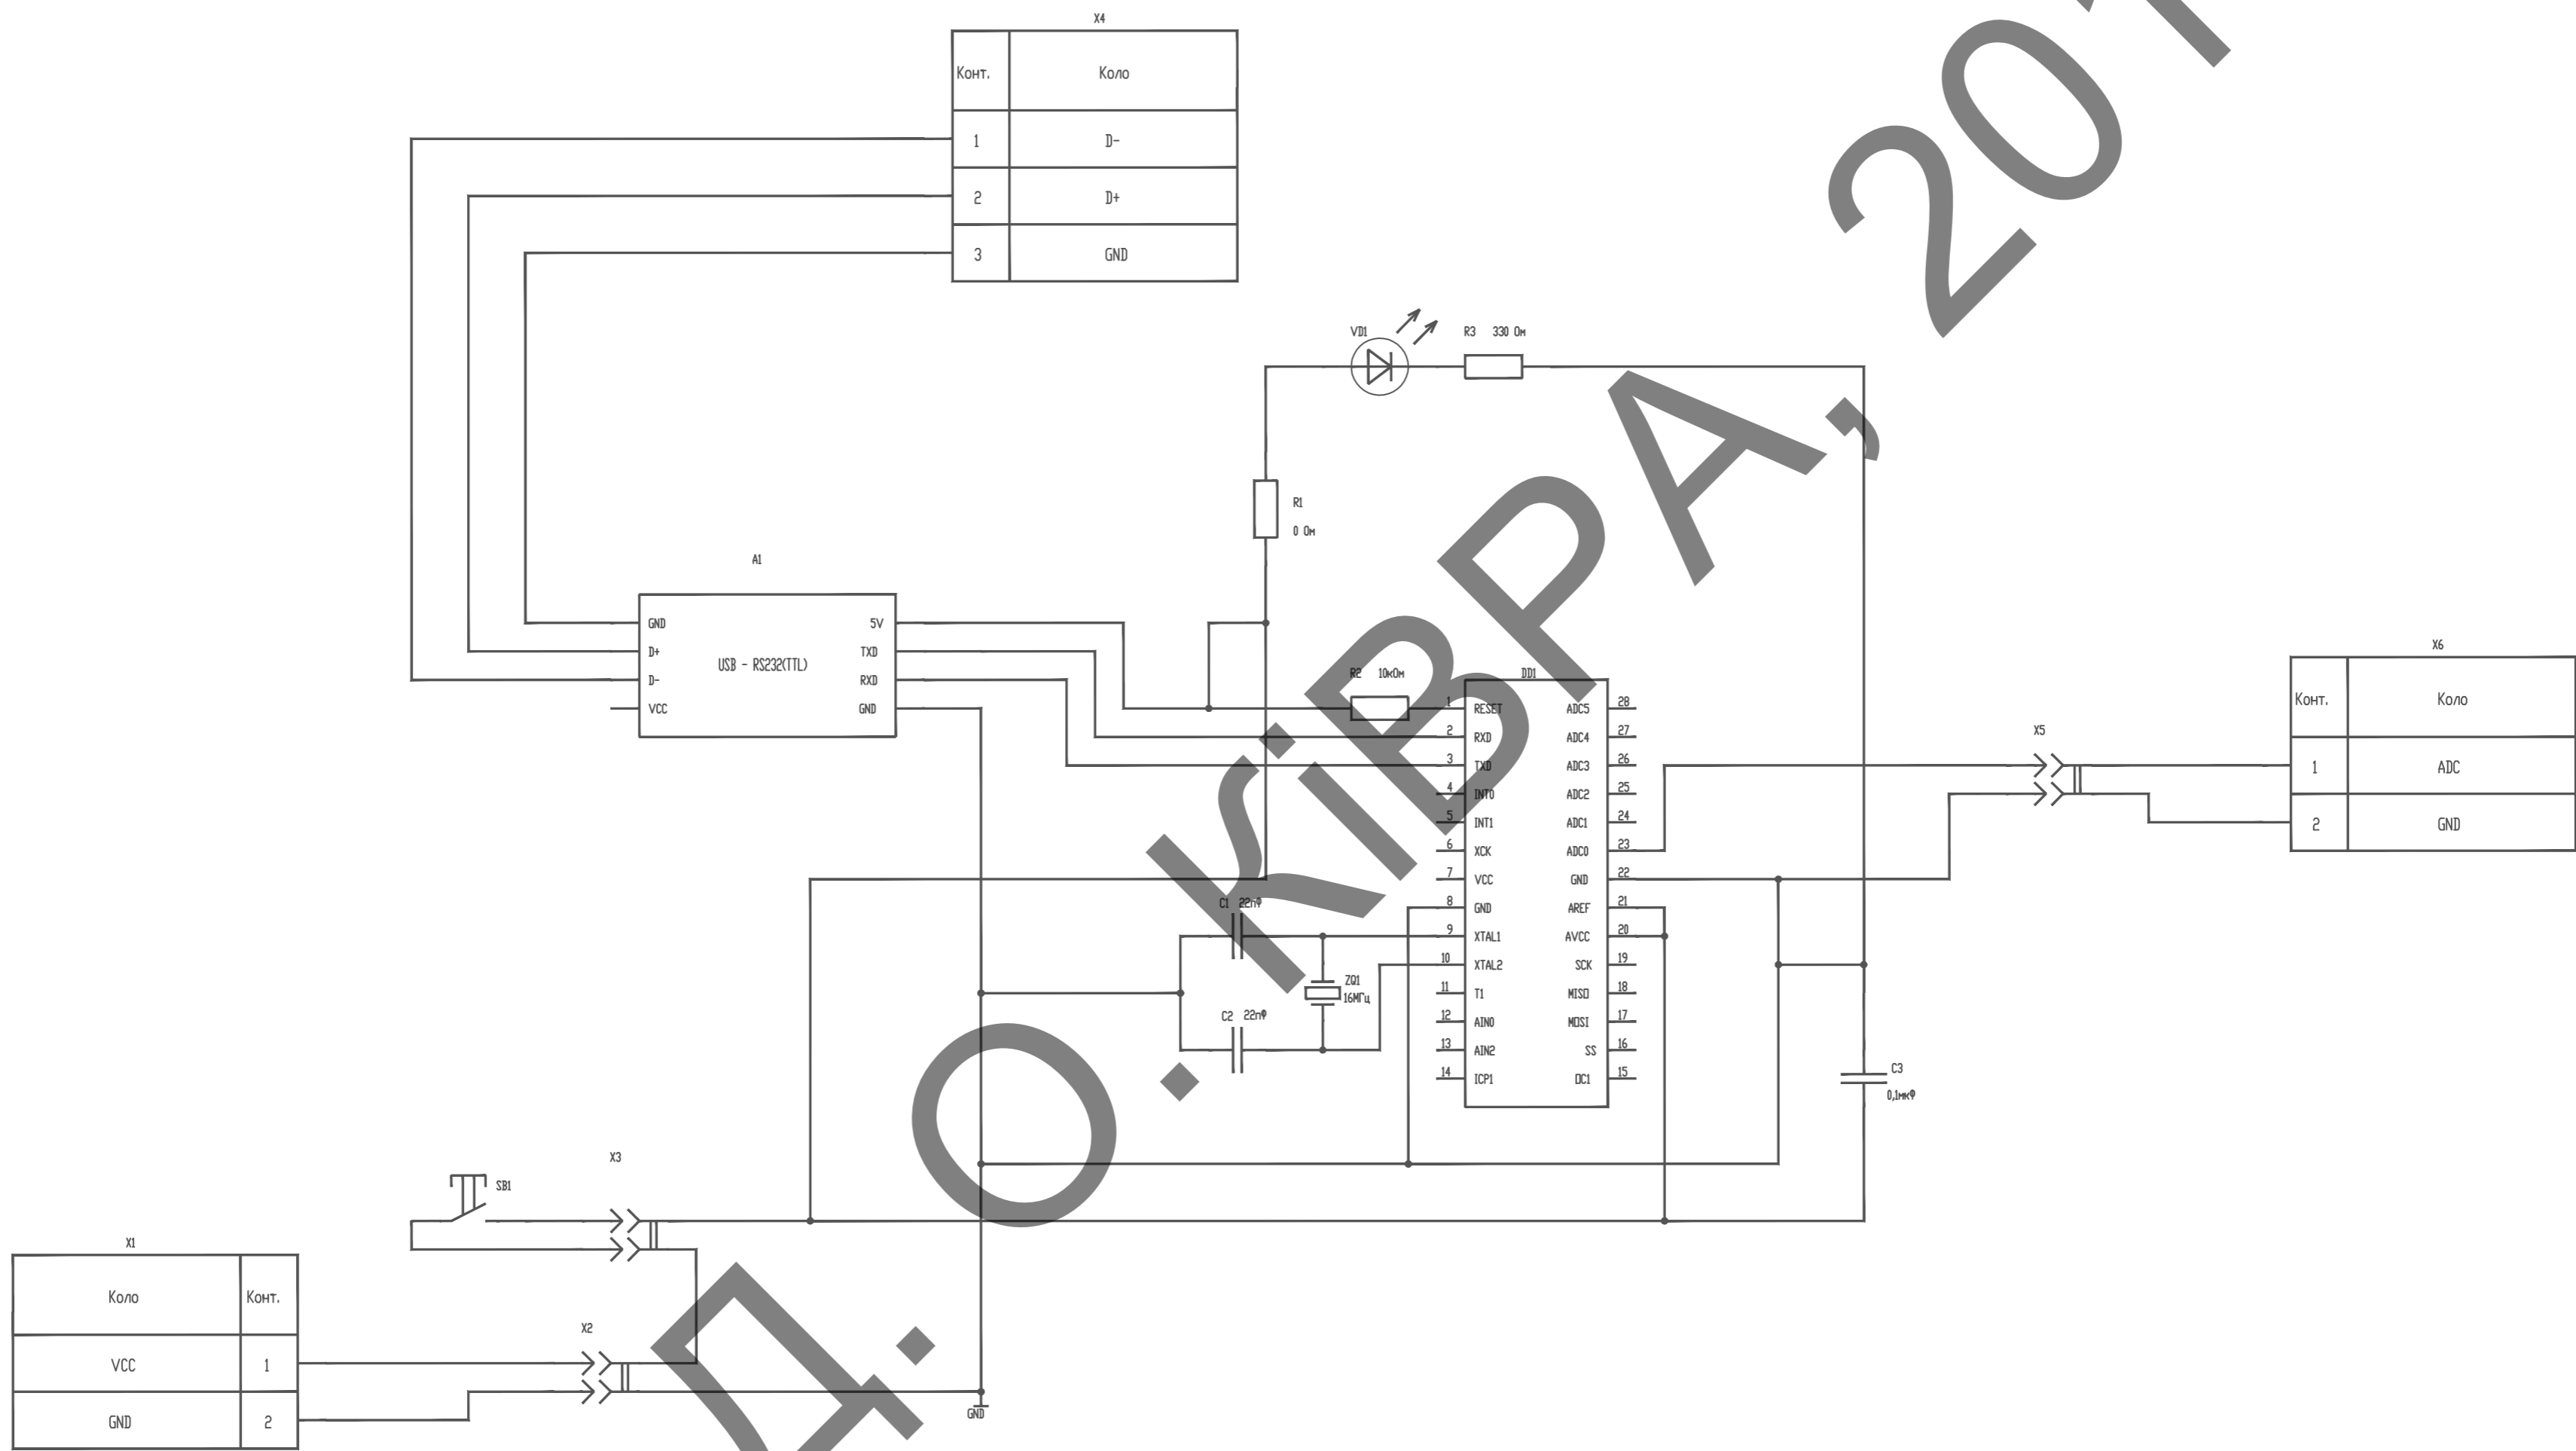 X4
Конт. Коло
1 D-
2 D+
3 GND
VD1
R3 330 Ом
R1
0 Ом
A1
USB - RS232(TTL)
GND 5V
D+ TXD
D- RXD
VCC GND
R2 10кОм
DD1
1 RESET ADC5 28
2 RXD ADC4 27
3 TXD ADC3 26
4 INT0 ADC2 25
5 INT1 ADC1 24
6 XCK ADC0 23
7 VCC GND 22
8 GND AREF 21
9 XTAL1 AVCC 20
10 XTAL2 SCK 19
11 T1 MISO 18
12 AIN0 MOSI 17
13 AIN2 SS 16
14 ICP1 OC1 15
C1 22пФ
C2 22пФ
ZQ1
16МГц
C3
0,1мкФ
X5
X6
Конт. Коло
1 ADC
2 GND
X3
SB1
X1
Коло Конт.
VCC 1
GND 2
X2
GND
Д.О. КіВРА, 20